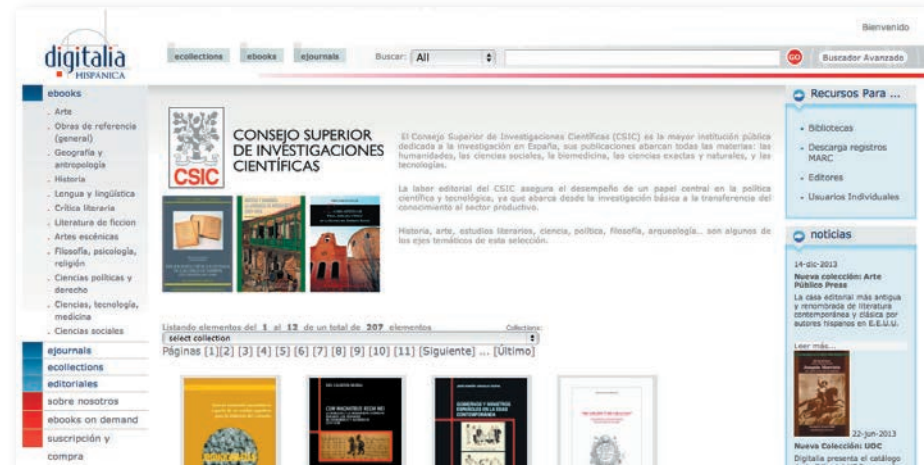 Bienvenido
digitalia
HISPÁNICA
ecollections ebooks ejournals Buscar: All GO Buscador Avanzado
ebooks
. Arte
. Obras de referencia
(general)
. Geografía y
antropología
. Historia
. Lengua y lingüística
. Crítica literaria
. Literatura de ficcion
. Artes escénicas
. Filosofía, psicología,
religión
. Ciencias políticas y
derecho
. Ciencias, tecnología,
medicina
. Ciencias sociales
ejournals
ecollections
editoriales
sobre nosotros
ebooks on demand
suscripción y
compra
CSIC
CONSEJO SUPERIOR
DE INVESTIGACIONES
CIENTÍFICAS
El Consejo Superior de Investigaciones Científicas (CSIC) es la mayor institución pública
dedicada a la investigación en España, sus publicaciones abarcan todas las materias: las
humanidades, las ciencias sociales, la biomedicina, las ciencias exactas y naturales, y las
tecnologías.
La labor editorial del CSIC asegura el desempeño de un papel central en la política
científica y tecnológica, ya que abarca desde la investigación básica a la transferencia del
conocimiento al sector productivo.
Historia, arte, estudios literarios, ciencia, política, filosofía, arqueología.. son algunos de
los ejes temáticos de esta selección.
Listando elementos del 1 al 12 de un total de 207 elementos Collections:
select collection
Páginas [1][2] [3] [4] [5] [6] [7] [8] [9] [10] [11] [Siguiente] ... [Último]
Recursos Para ...
• Bibliotecas
• Descarga registros
MARC
• Editores
• Usuarios Individuales
noticias
14-dic-2013
Nueva colección: Arte
Público Press
La casa editorial más antigua
y renombrada de literatura
contemporánea y clásica por
autores hispanos en E.E.U.U.
Leer más...
22-jun-2013
Nueva Colección: UOC
Digitalia presenta el catálogo